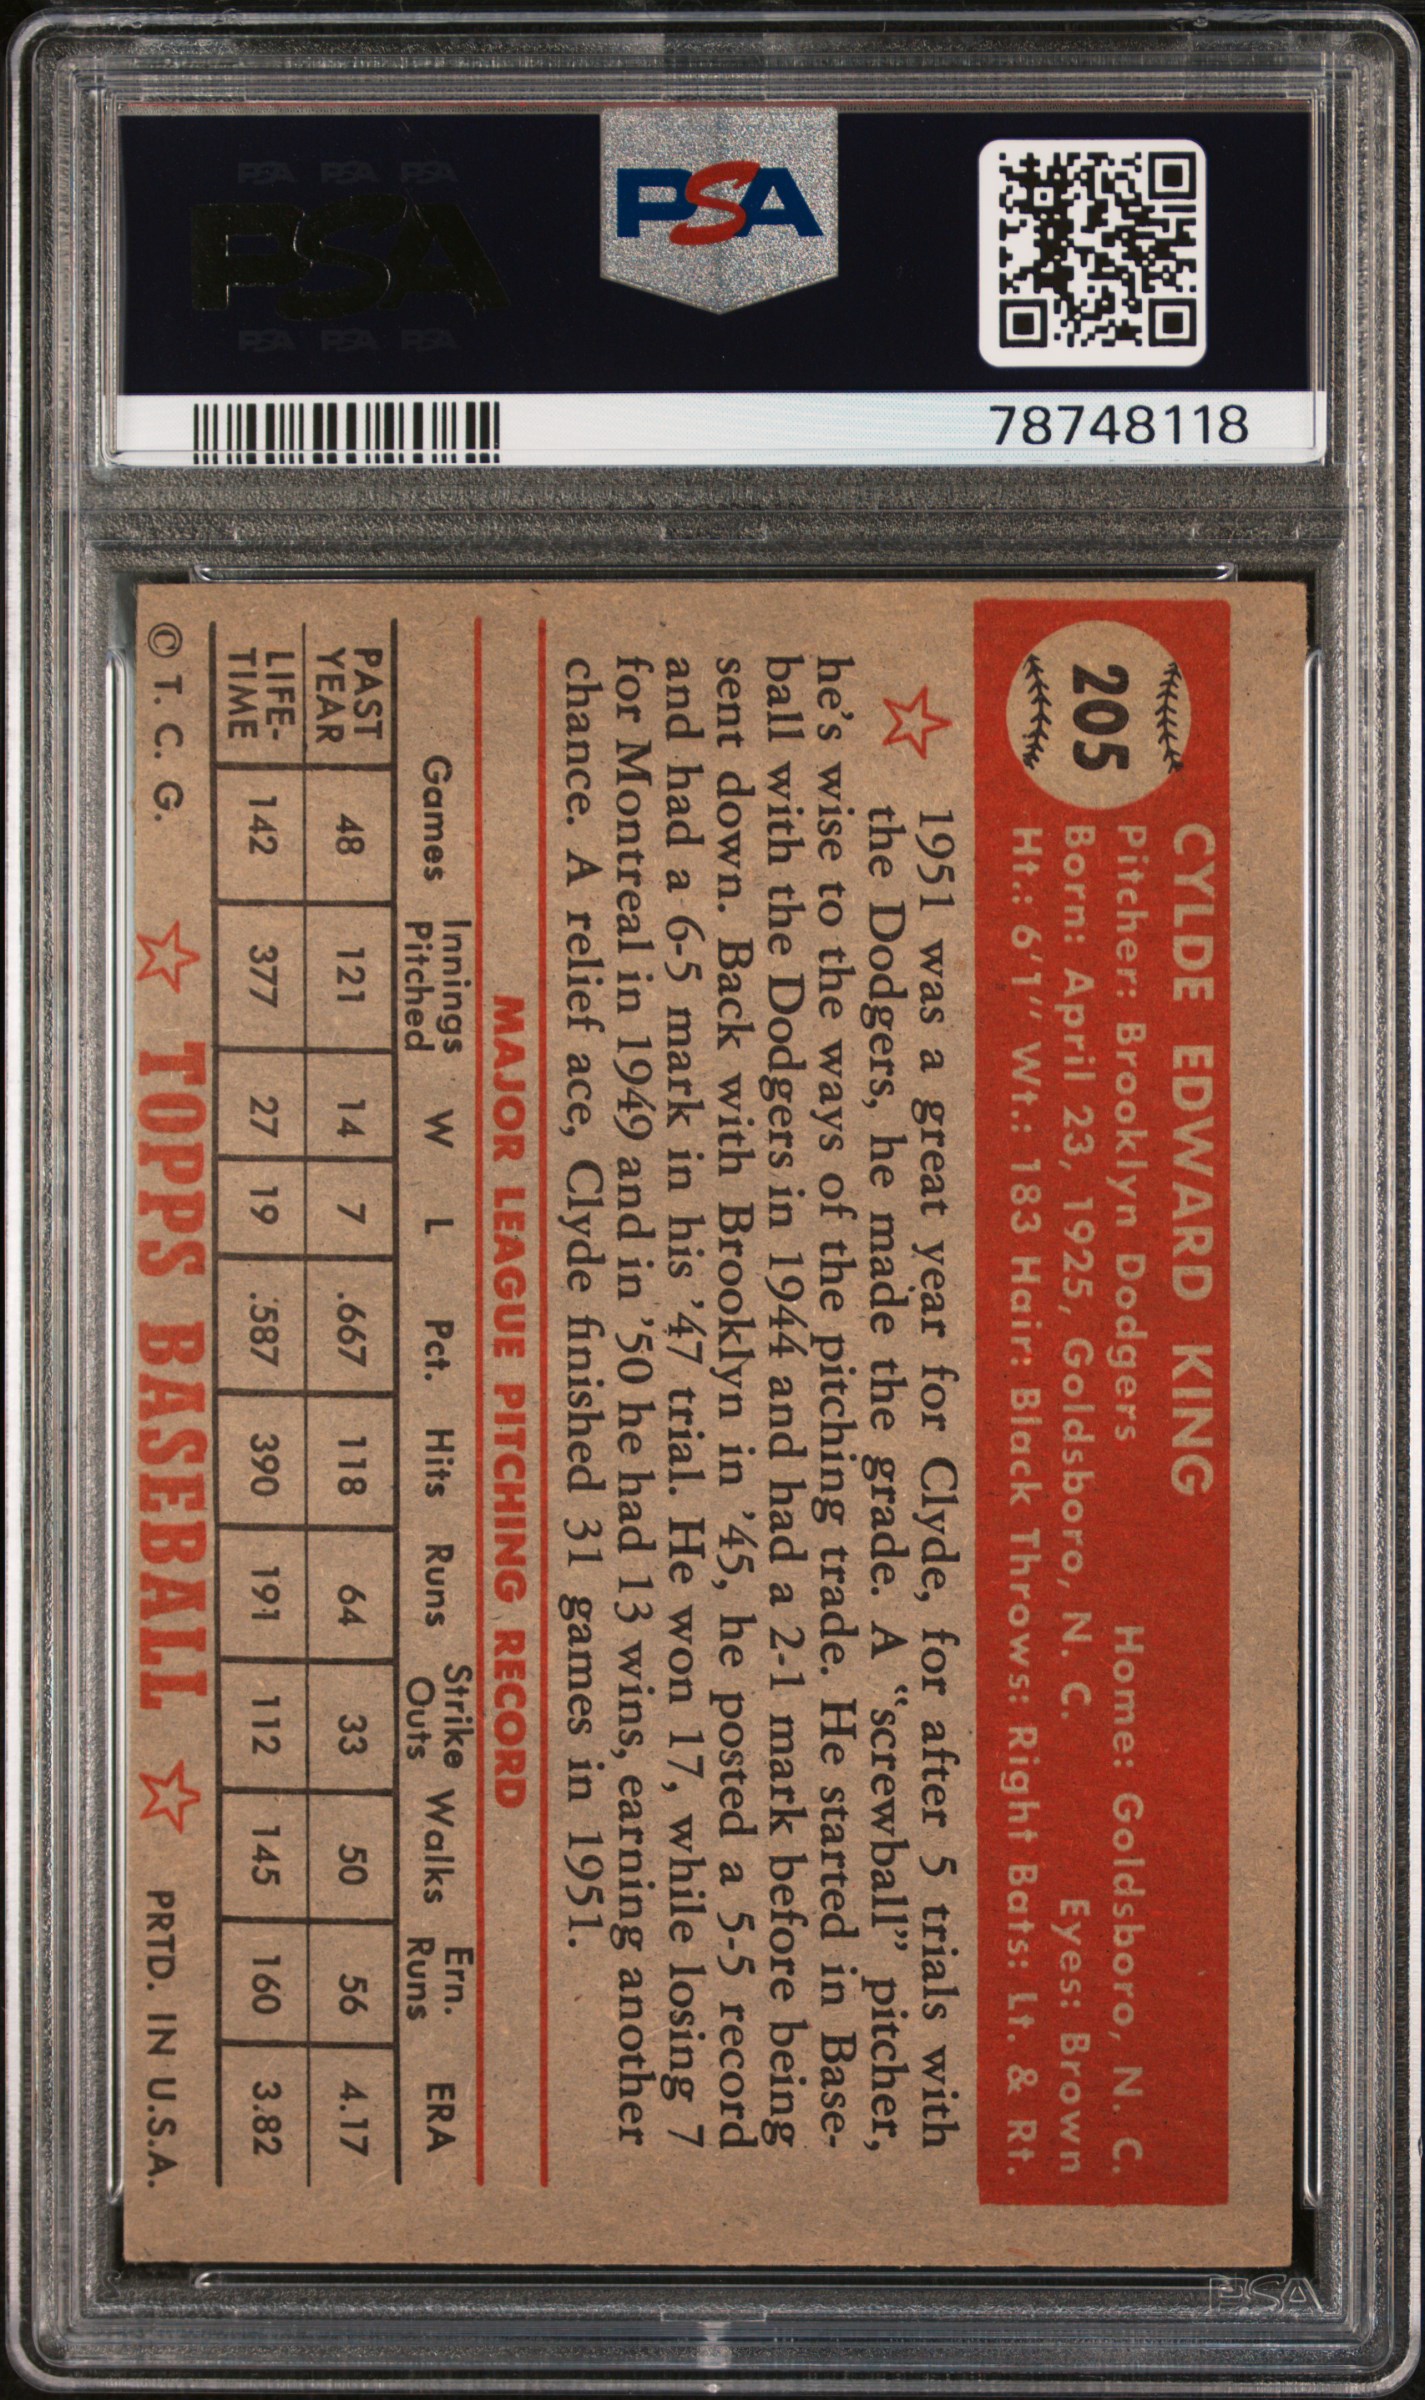 PSA PSA PSA
PSA
PSA PSA PSA
PSA
78748118
205
CYLDE EDWARD KING
Pitcher: Brooklyn Dodgers Home: Goldsboro, N. C.
Born: April 23, 1925, Goldsboro, N. C. Eyes: Brown
Ht.: 6'1" Wt.: 183 Hair: Black Throws: Right Bats: Lt. & Rt.
1951 was a great year for Clyde, for after 5 trials with
the Dodgers, he made the grade. A “screwball” pitcher,
he's wise to the ways of the pitching trade. He started in Base-
ball with the Dodgers in 1944 and had a 2-1 mark before being
sent down. Back with Brooklyn in '45, he posted a 5-5 record
and had a 6-5 mark in his '47 trial. He won 17, while losing 7
for Montreal in 1949 and in '50 he had 13 wins, earning another
chance. A relief ace, Clyde finished 31 games in 1951.
MAJOR LEAGUE PITCHING RECORD
Games Innings Pitched W L Pct. Hits Runs Strike Outs Walks Ern. Runs ERA
PAST YEAR 48 121 14 7 .667 118 64 33 50 56 4.17
LIFE-TIME 142 377 27 19 .587 390 191 112 145 160 3.82
© T. C. G. TOPPS BASEBALL PRTD. IN U.S.A.
PSA